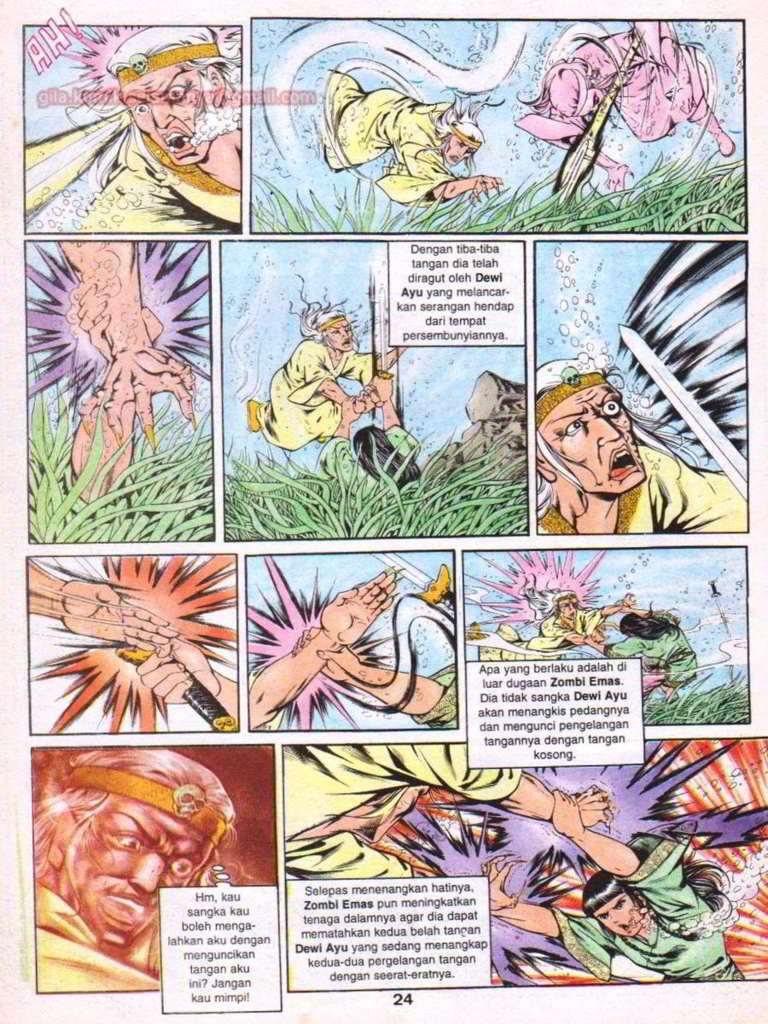 AH!
Dengan tiba-tiba
tangan dia telah
diragut oleh Dewi
Ayu yang melancar-
kan serangan hendap
dari tempat
persembunyiannya.
Apa yang berlaku adalah di
luar dugaan Zombi Emas.
Dia tidak sangka Dewi Ayu
akan menangkis pedangnya
dan mengunci pengelangan
tangannya dengan tangan
kosong.
Hm, kau
sangka kau
boleh menga-
lahkan aku dengan
menguncikan
tangan aku
ini? Jangan
kau mimpi!
Selepas menenangkan hatinya,
Zombi Emas pun meningkatkan
tenaga dalamnya agar dia dapat
mematahkan kedua belah tangan
Dewi Ayu yang sedang menangkap
kedua-dua pergelangan tangan
dengan seerat-eratnya.
24